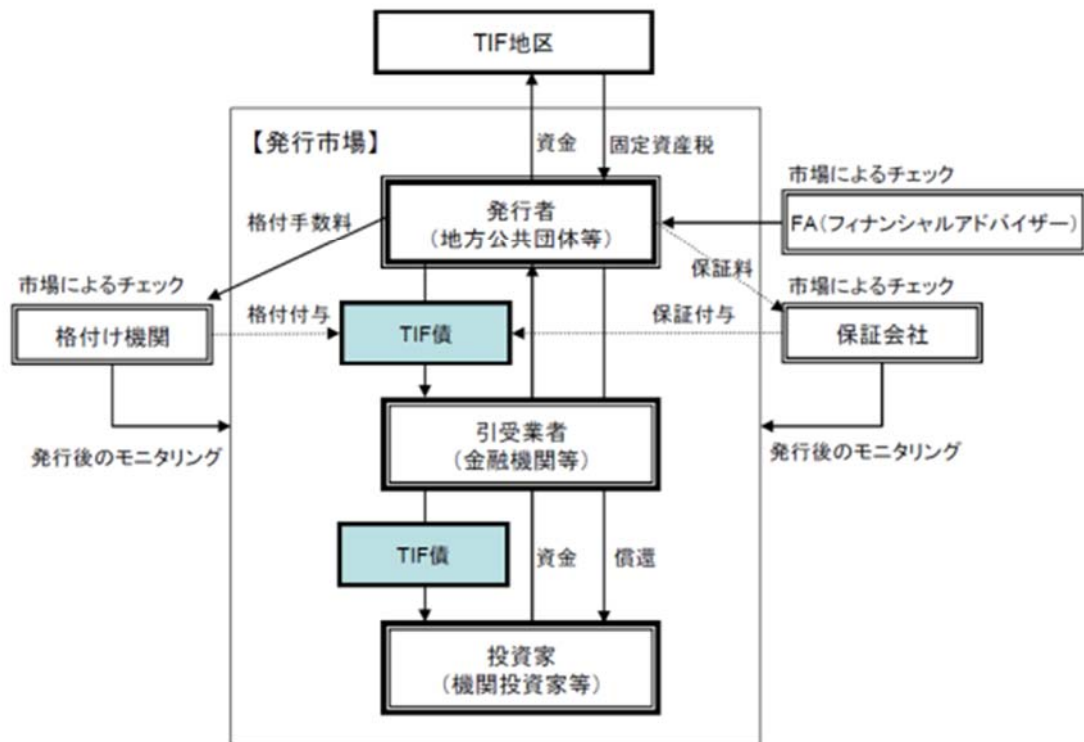 TIF地区
【発行市場】
資金
固定資産税
市場によるチェック
発行者
(地方公共団体等)
FA(フィナンシャルアドバイザー)
格付手数料
保証料
市場によるチェック
市場によるチェック
格付け機関
格付付与
TIF債
保証付与
保証会社
引受業者
(金融機関等)
発行後のモニタリング
発行後のモニタリング
TIF債
資金
償還
投資家
(機関投資家等)